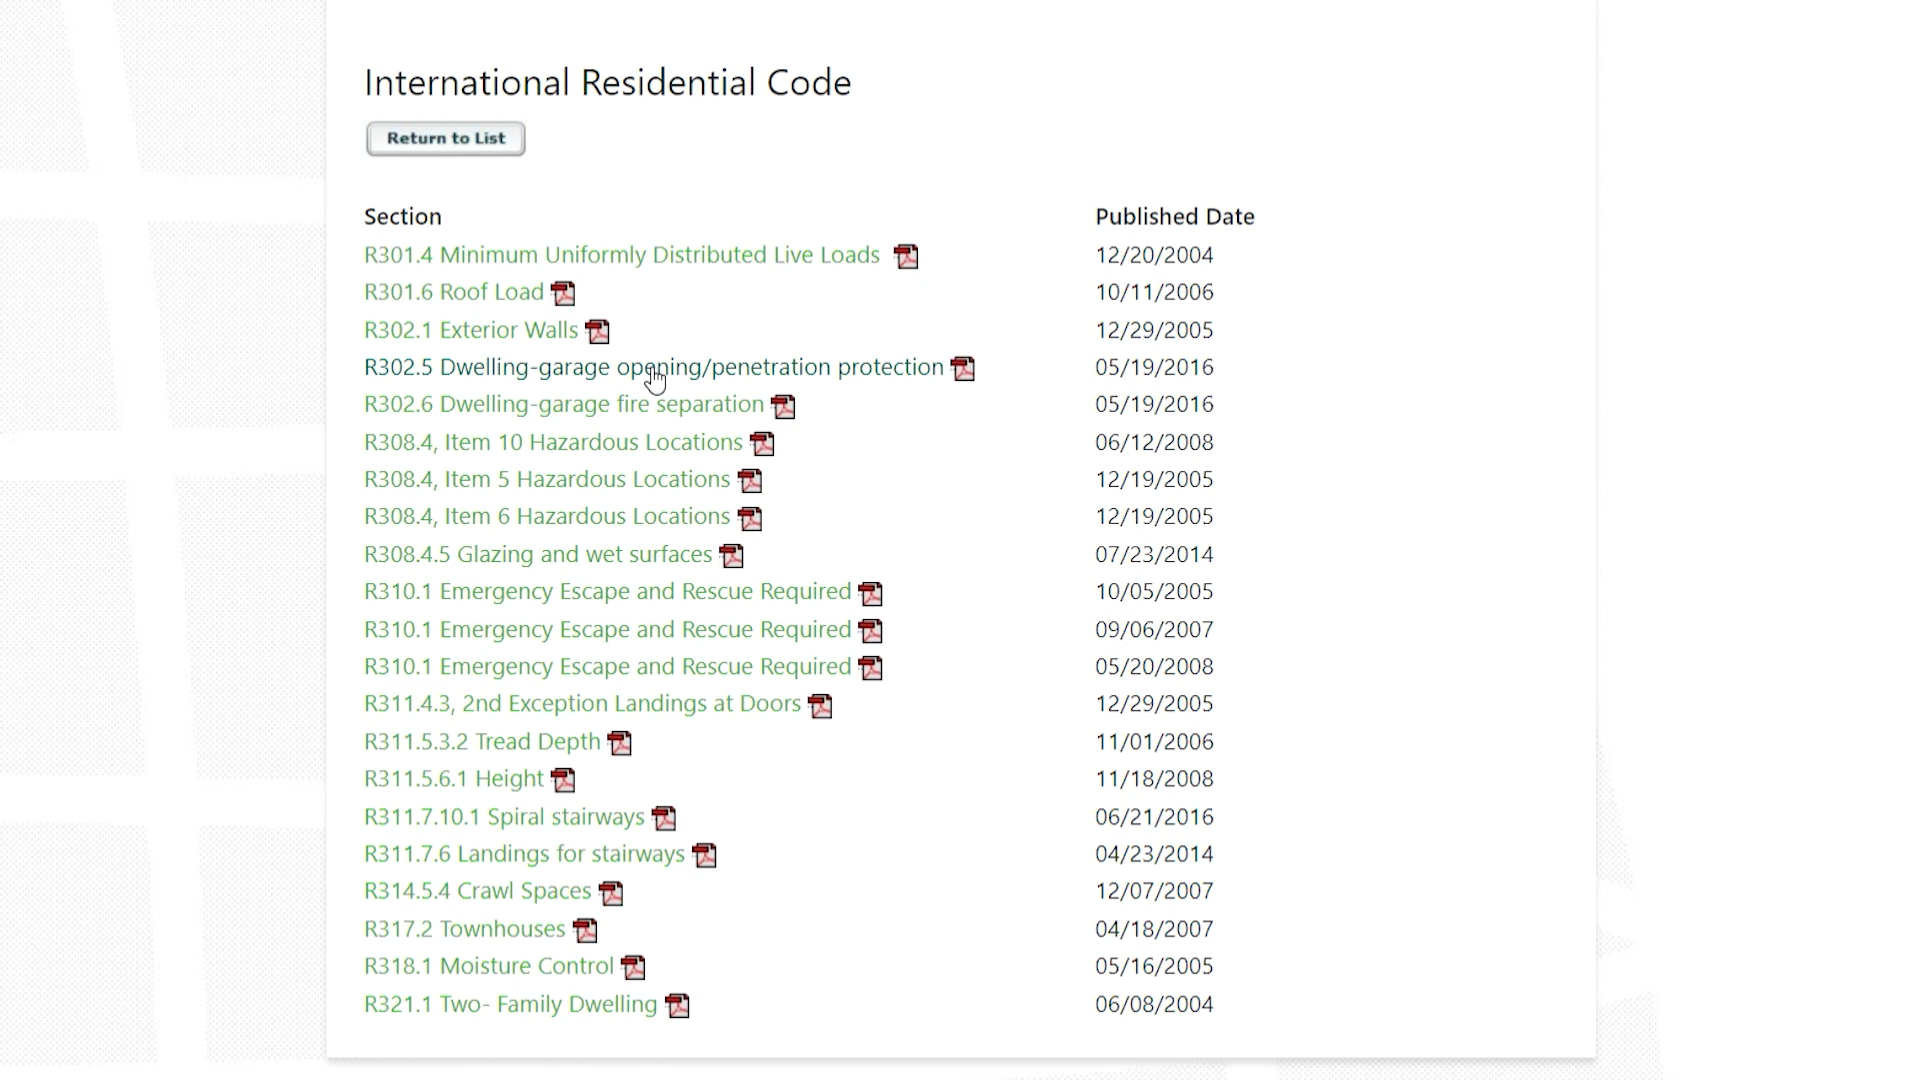 International Residential Code
Return to List
Section Published Date
R301.4 Minimum Uniformly Distributed Live Loads 12/20/2004
R301.6 Roof Load 10/11/2006
R302.1 Exterior Walls 12/29/2005
R302.5 Dwelling-garage opening/penetration protection 05/19/2016
R302.6 Dwelling-garage fire separation 05/19/2016
R308.4, Item 10 Hazardous Locations 06/12/2008
R308.4, Item 5 Hazardous Locations 12/19/2005
R308.4, Item 6 Hazardous Locations 12/19/2005
R308.4.5 Glazing and wet surfaces 07/23/2014
R310.1 Emergency Escape and Rescue Required 10/05/2005
R310.1 Emergency Escape and Rescue Required 09/06/2007
R310.1 Emergency Escape and Rescue Required 05/20/2008
R311.4.3, 2nd Exception Landings at Doors 12/29/2005
R311.5.3.2 Tread Depth 11/01/2006
R311.5.6.1 Height 11/18/2008
R311.7.10.1 Spiral stairways 06/21/2016
R311.7.6 Landings for stairways 04/23/2014
R314.5.4 Crawl Spaces 12/07/2007
R317.2 Townhouses 04/18/2007
R318.1 Moisture Control 05/16/2005
R321.1 Two- Family Dwelling 06/08/2004